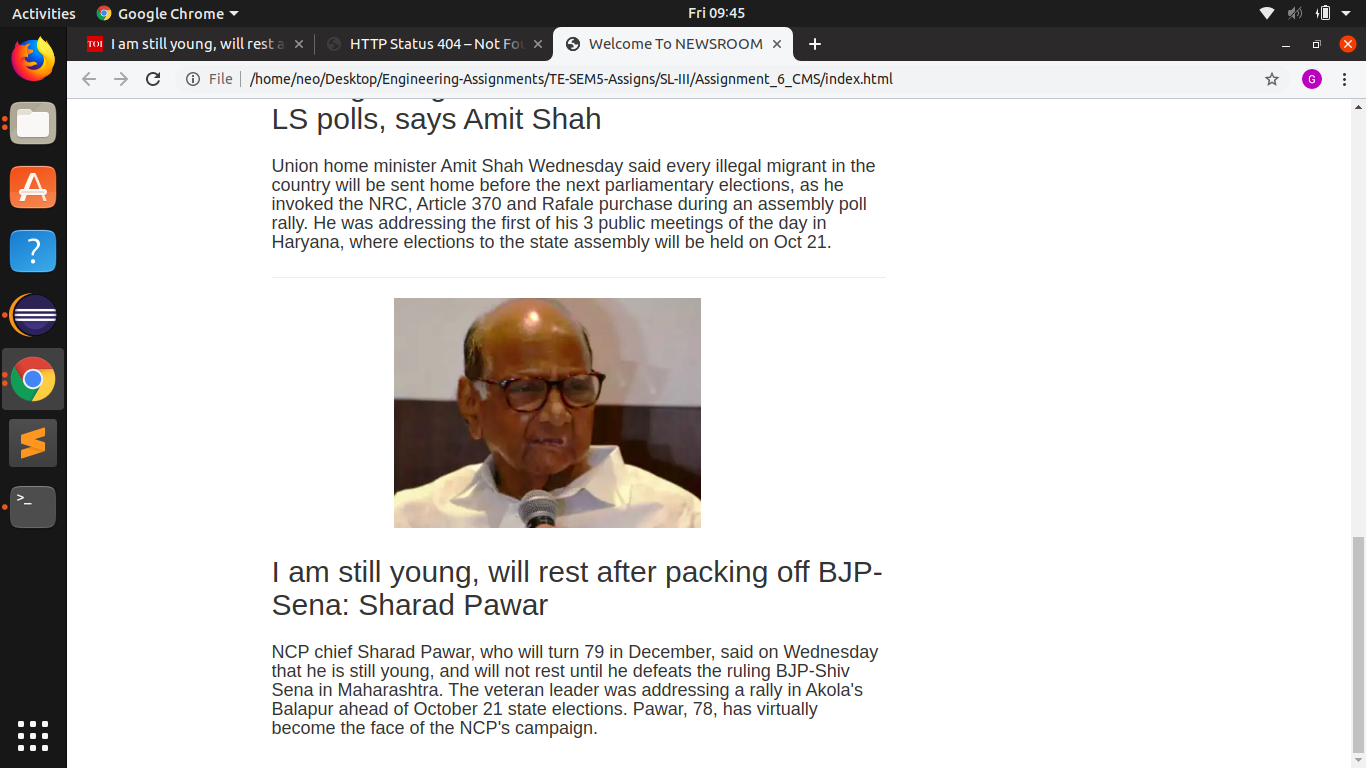 Activities
Google Chrome
Fri 09:45
TOI
I am still young, will rest a
HTTP Status 404 – Not Fou
Welcome To NEWSROOM
File
/home/neo/Desktop/Engineering-Assignments/TE-SEM5-Assigns/SL-III/Assignment_6_CMS/index.html
G
LS polls, says Amit Shah
Union home minister Amit Shah Wednesday said every illegal migrant in the
country will be sent home before the next parliamentary elections, as he
invoked the NRC, Article 370 and Rafale purchase during an assembly poll
rally. He was addressing the first of his 3 public meetings of the day in
Haryana, where elections to the state assembly will be held on Oct 21.
I am still young, will rest after packing off BJP-
Sena: Sharad Pawar
NCP chief Sharad Pawar, who will turn 79 in December, said on Wednesday
that he is still young, and will not rest until he defeats the ruling BJP-Shiv
Sena in Maharashtra. The veteran leader was addressing a rally in Akola's
Balapur ahead of October 21 state elections. Pawar, 78, has virtually
become the face of the NCP's campaign.